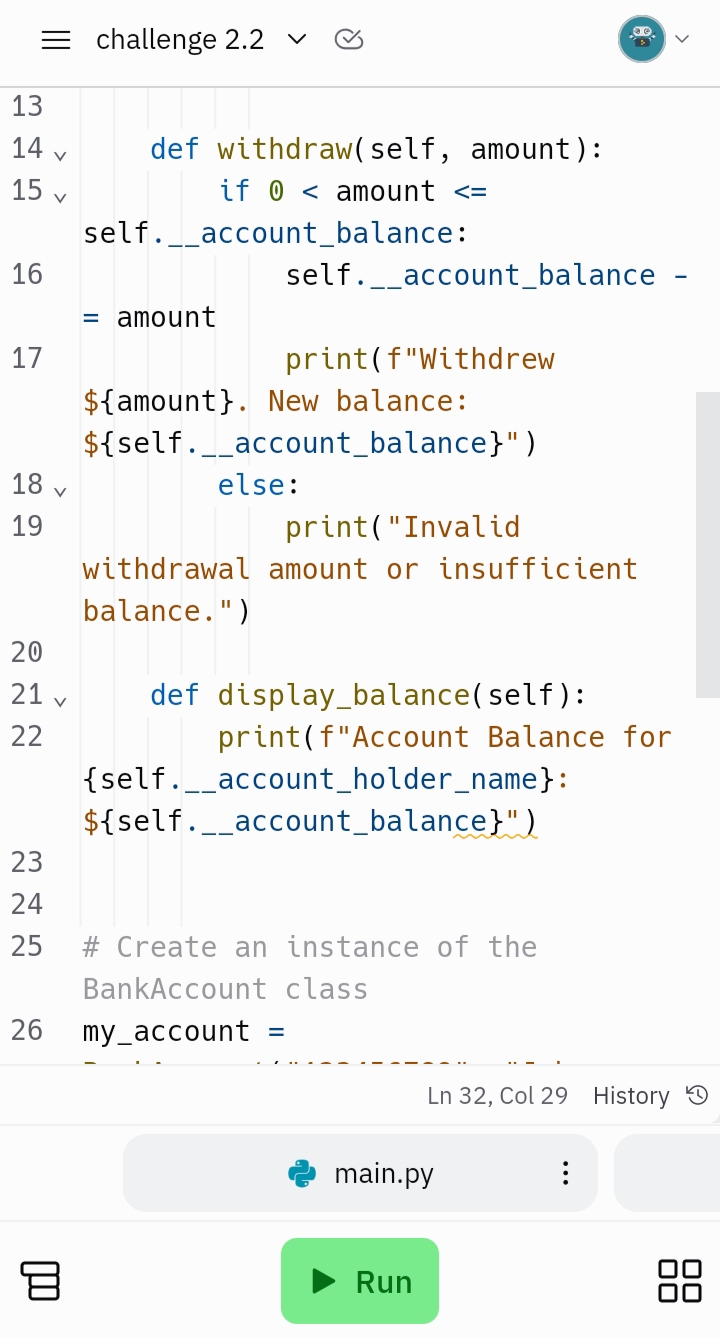 challenge 2.2
13
14 def withdraw(self, amount):
15 if 0 < amount <=
self.__account_balance:
16 self.__account_balance -
= amount
17 print(f"Withdrew
${amount}. New balance:
${self.__account_balance}")
18 else:
19 print("Invalid
withdrawal amount or insufficient
balance.")
20
21 def display_balance(self):
22 print(f"Account Balance for
{self.__account_holder_name}:
${self.__account_balance}")
23
24
25 # Create an instance of the
BankAccount class
26 my_account =
Ln 32, Col 29 History
main.py
Run